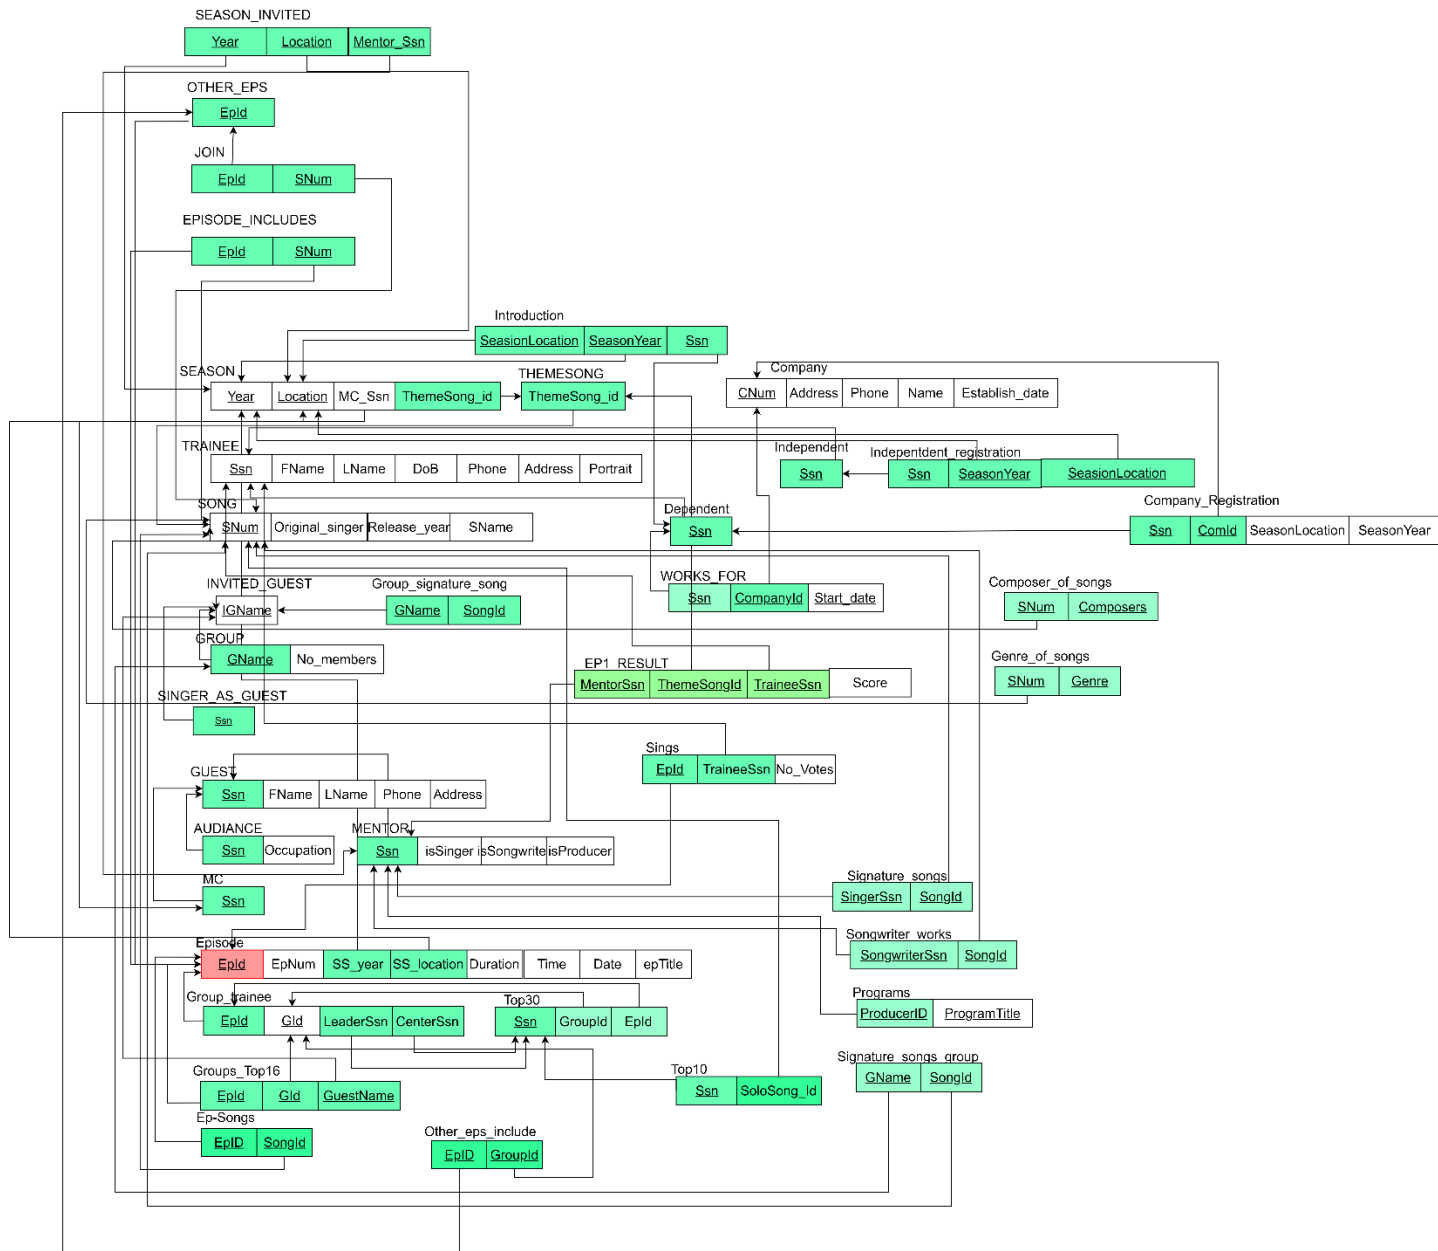 SEASON_INVITED
Year Location Mentor_Ssn
OTHER_EPS
EpId
JOIN
EpId SNum
EPISODE_INCLUDES
EpId SNum
Introduction
SeasionLocation SeasonYear Ssn
SEASON
Year Location MC_Ssn ThemeSong_id
THEMESONG
ThemeSong_id
Company
CNum Address Phone Name Establish_date
TRAINEE
Ssn FName LName DoB Phone Address Portrait
Independent
Ssn
Indepentdent_registration
Ssn SeasonYear SeasionLocation
SONG
SNum Original_singer Release_year SName
Dependent
Ssn
Company_Registration
Ssn ComId SeasonLocation SeasonYear
INVITED_GUEST
IGName
Group_signature_song
GName SongId
WORKS_FOR
Ssn CompanyId Start_date
Composer_of_songs
SNum Composers
GROUP
GName No_members
EP1_RESULT
MentorSsn ThemeSongId TraineeSsn Score
Genre_of_songs
SNum Genre
SINGER_AS_GUEST
Ssn
Sings
EpId TraineeSsn No_Votes
GUEST
Ssn FName LName Phone Address
AUDIANCE
Ssn Occupation
MENTOR
Ssn isSinger isSongwrite isProducer
MC
Ssn
Signature_songs
SingerSsn SongId
Episode
EpId EpNum SS_year SS_location Duration Time Date epTitle
Songwriter_works
SongwriterSsn SongId
Group_trainee
EpId GId LeaderSsn CenterSsn
Top30
Ssn GroupId EpId
Programs
ProducerID ProgramTitle
Groups_Top16
EpId GId GuestName
Top10
Ssn SoloSong_Id
Signature_songs_group
GName SongId
Ep-Songs
EpID SongId
Other_eps_include
EpID GroupId